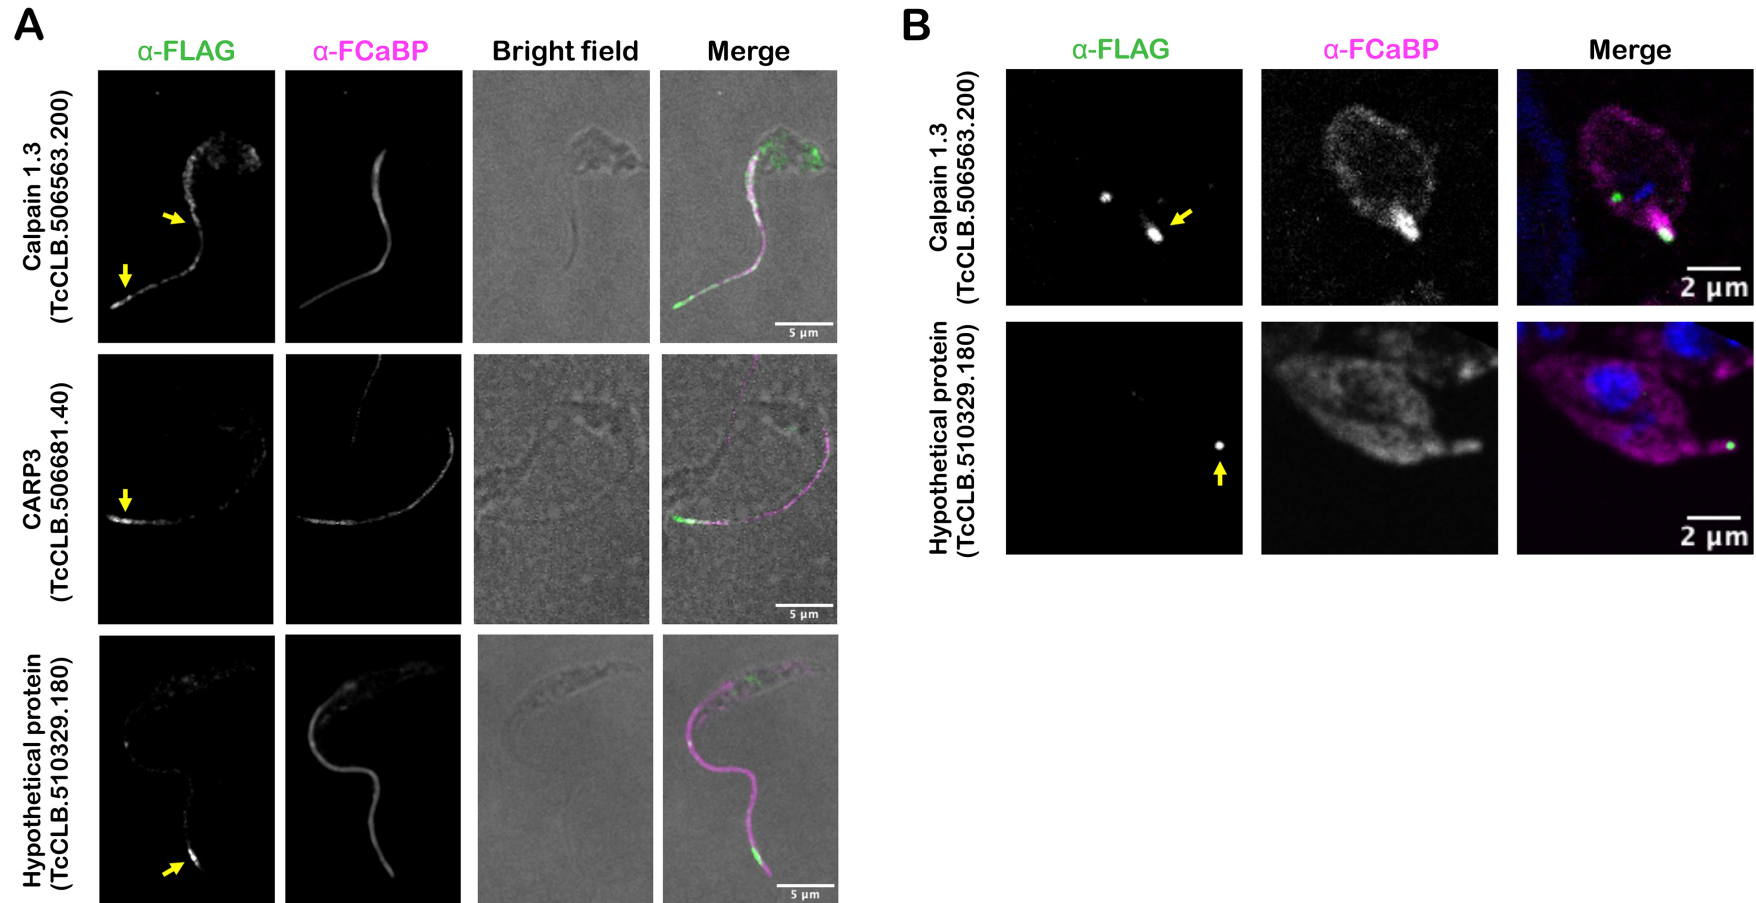 A
α-FLAG
α-FCaBP
Bright field
Merge
Calpain 1.3
(TcCLB.506563.200)
5 µm
CARP3
(TcCLB.506681.40)
5 µm
Hypothetical protein
(TcCLB.510329.180)
5 µm
B
α-FLAG
α-FCaBP
Merge
Calpain 1.3
(TcCLB.506563.200)
2 µm
Hypothetical protein
(TcCLB.510329.180)
2 µm